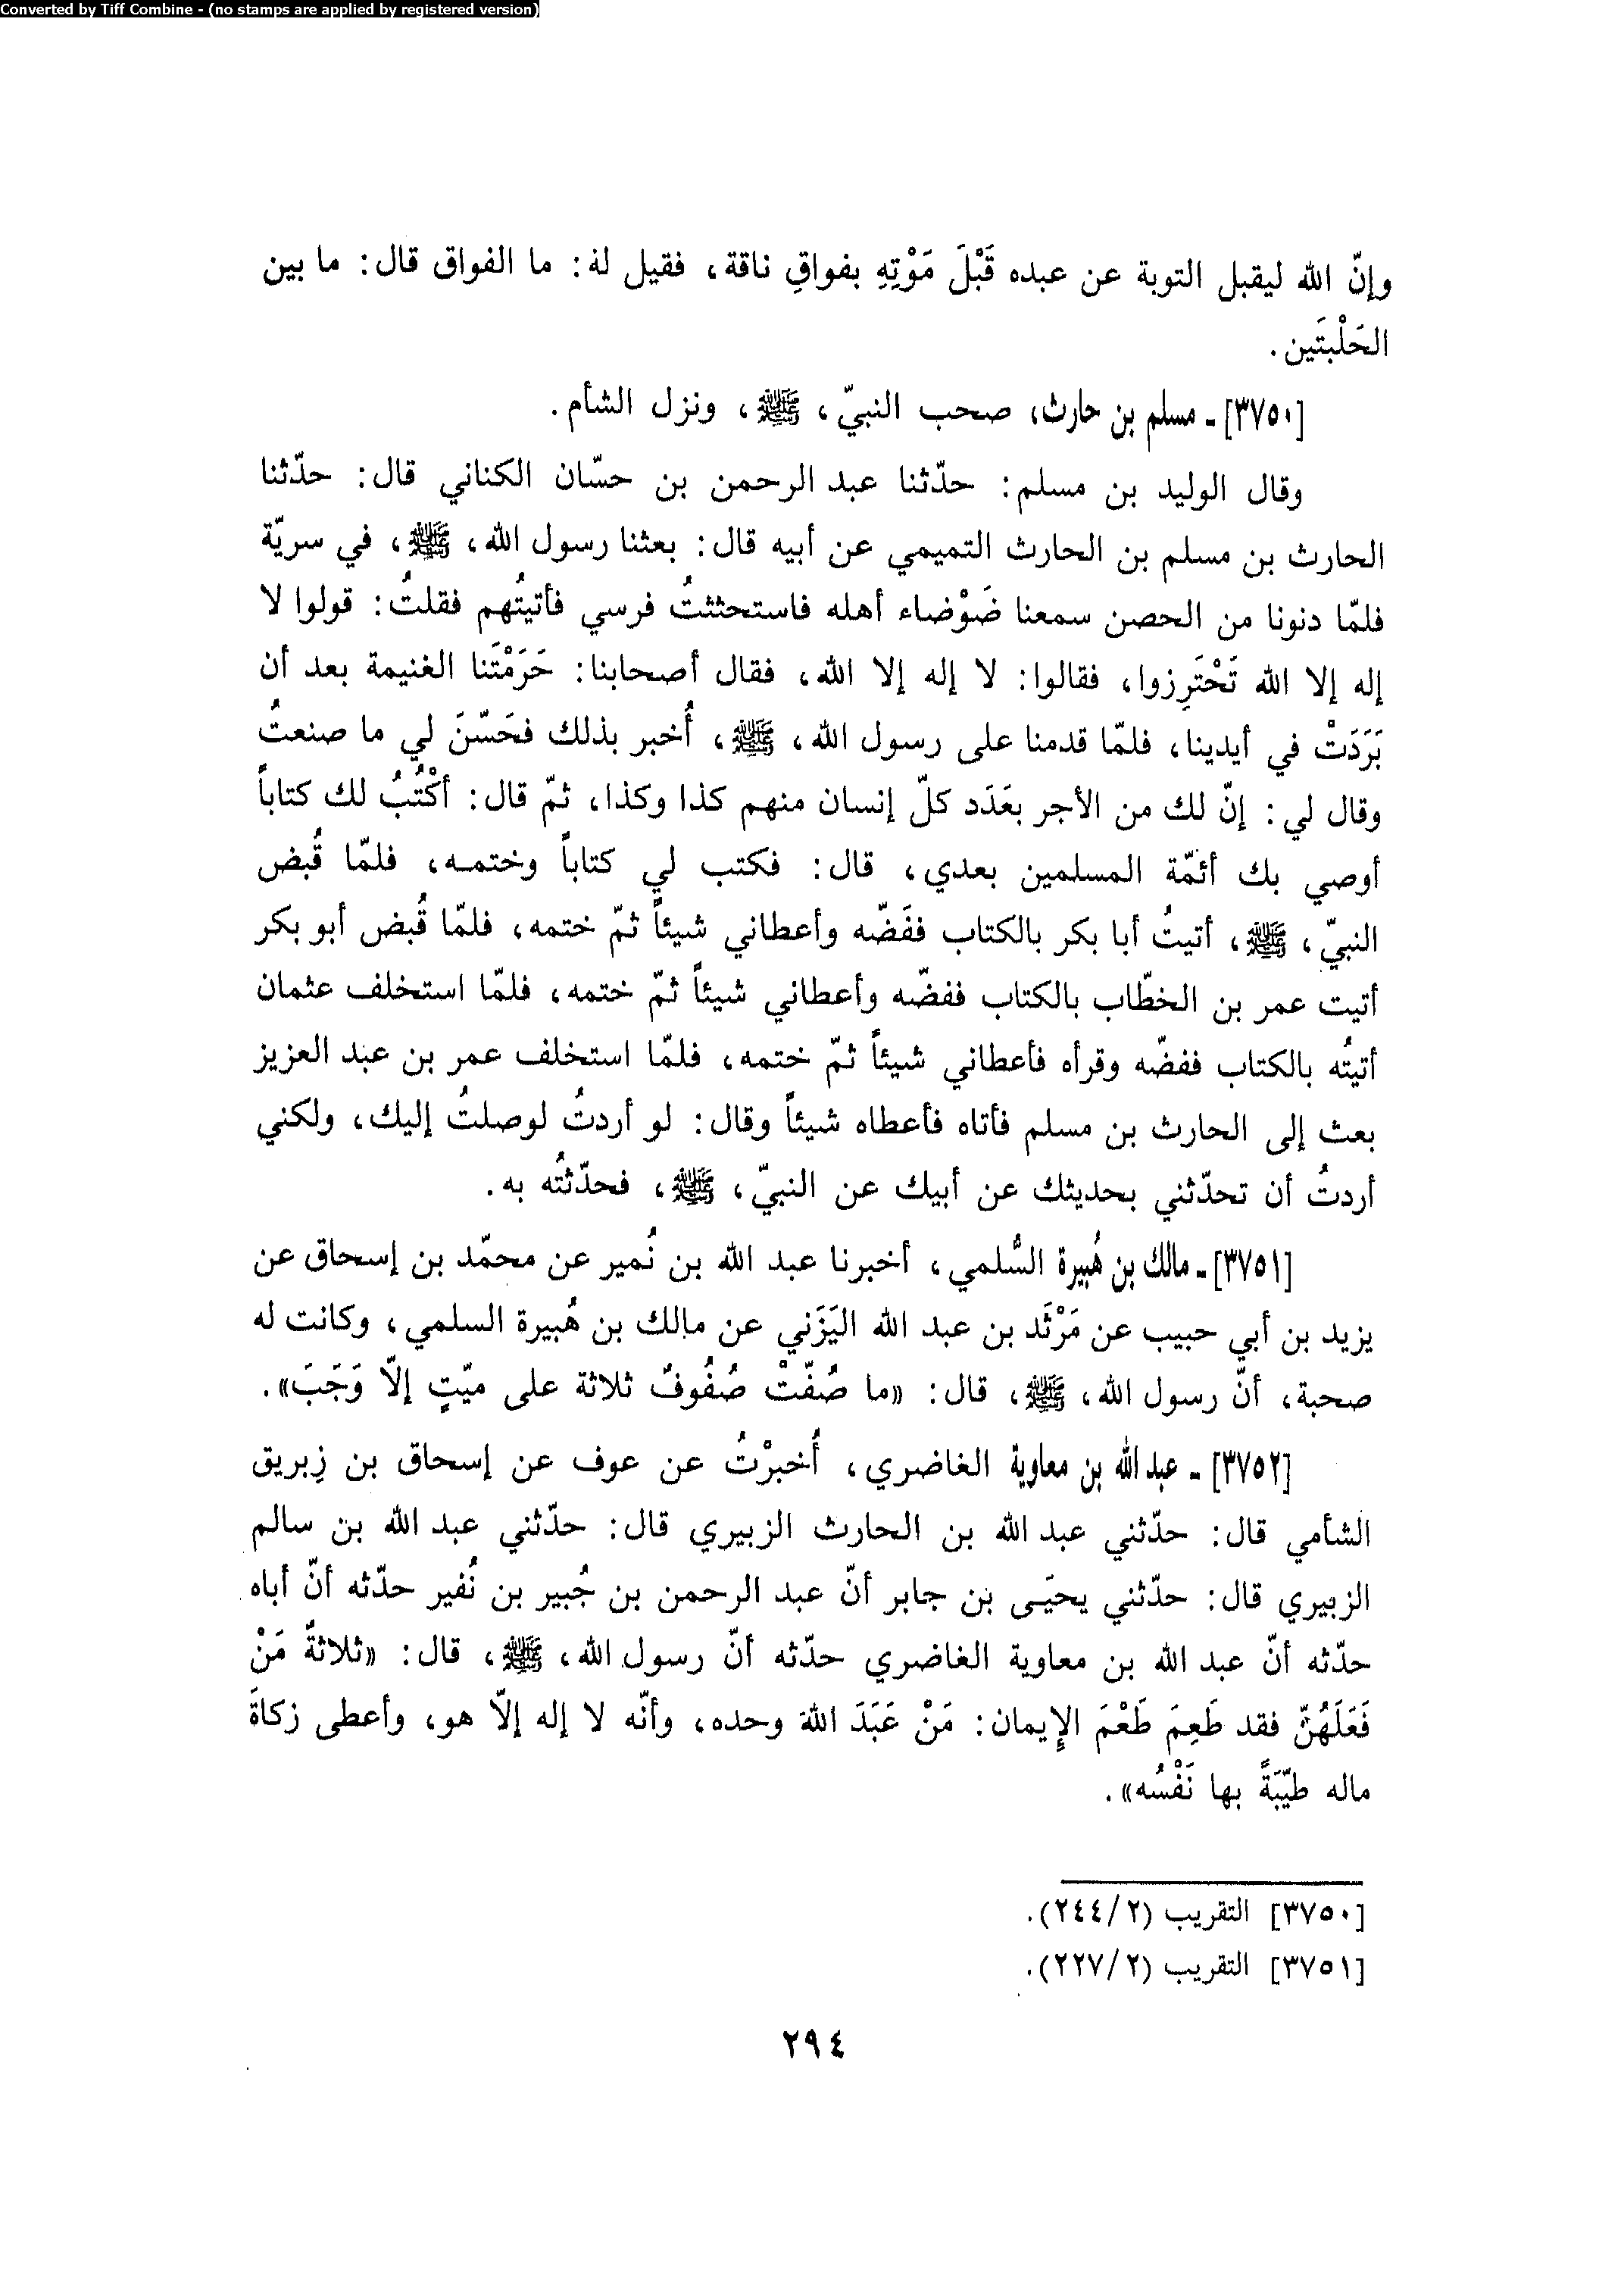 Converted by Tiff Combine - (no stamps are applied by registered version)
وإنّ الله ليقبل التوبة عن عبده قَبْلَ مَوْتِهِ بفواقِ ناقة، فقيل له: ما الفواق قال: ما بين
الحَلْبتَين.
[٣٧٥٠] ـ مسلم بن حارث، صحب النبيّ، ﷺ، ونزل الشأم.
وقال الوليد بن مسلم: حدّثنا عبد الرحمن بن حسّان الكناني قال: حدّثنا
الحارث بن مسلم بن الحارث التميمي عن أبيه قال: بعثنا رسول الله، ﷺ، في سريّة
فلمّا دنونا من الحصن سمعنا ضَوْضاء أهله فاستحثثتُ فرسي فأتيتُهم فقلتُ: قولوا لا
إله إلا الله تَحْتَرِزوا، فقالوا: لا إله إلا الله، فقال أصحابنا: حَرَمْتَنا الغنيمة بعد أن
بَرَدَتْ في أيدينا، فلمّا قدمنا على رسول الله، ﷺ، أُخبر بذلك فحَسّنَ لي ما صنعتُ
وقال لي: إنّ لك من الأجر بعَدَد كلّ إنسان منهم كذا وكذا، ثمّ قال: أكْتُبُ لك كتاباً
أوصي بك أئمّة المسلمين بعدي، قال: فكتب لي كتاباً وختمه، فلمّا قُبض
النبيّ، ﷺ، أتيتُ أبا بكر بالكتاب ففَضّه وأعطاني شيئاً ثمّ ختمه، فلمّا قُبض أبو بكر
أتيت عمر بن الخطّاب بالكتاب ففضّه وأعطاني شيئاً ثمّ ختمه، فلمّا استخلف عثمان
أتيتُه بالكتاب ففضّه وقرأه فأعطاني شيئاً ثمّ ختمه، فلمّا استخلف عمر بن عبد العزيز
بعث إلى الحارث بن مسلم فأتاه فأعطاه شيئاً وقال: لو أردتُ لوصلتُ إليك، ولكني
أردتُ أن تحدّثني بحديثك عن أبيك عن النبيّ، ﷺ، فحدّثتُه به.
[٣٧٥١] ـ مالك بن هُبيرة السُّلمي، أخبرنا عبد الله بن نُمير عن محمّد بن إسحاق عن
يزيد بن أبي حبيب عن مَرْثَد بن عبد الله اليَزَني عن مالك بن هُبيرة السلمي، وكانت له
صحبة، أنّ رسول الله، ﷺ، قال: «ما صُفّتْ صُفُوفٌ ثلاثة على ميّتٍ إلاّ وَجَبَ».
[٣٧٥٢] ـ عبد الله بن معاوية الغاضري، أُخبرْتُ عن عوف عن إسحاق بن زِبريق
الشأمي قال: حدّثني عبد الله بن الحارث الزبيري قال: حدّثني عبد الله بن سالم
الزبيري قال: حدّثني يحيَى بن جابر أنّ عبد الرحمن بن جُبير بن نُفير حدّثه أنّ أباه
حدّثه أنّ عبد الله بن معاوية الغاضري حدّثه أنّ رسول الله، ﷺ، قال: «ثلاثةٌ مَنْ
فَعَلَهُنّ فقد طَعِمَ طَعْمَ الإيمان: مَنْ عَبَدَ اللهَ وحده، وأنّه لا إله إلاّ هو، وأعطى زكاةَ
ماله طيّبَةً بها نَفْسُه».
[٣٧٥٠] التقريب (٢/٢٤٤).
[٣٧٥١] التقريب (٢/٢٢٧).
٢٩٤